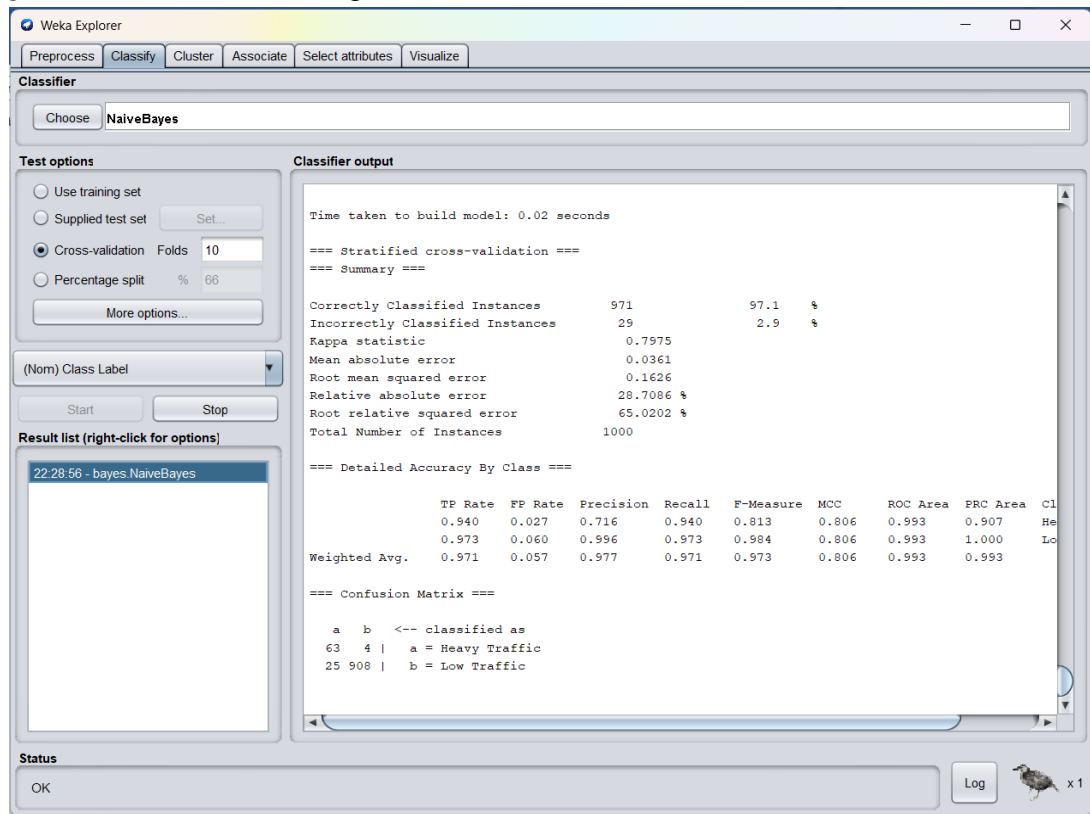 Weka Explorer
Preprocess Classify Cluster Associate Select attributes Visualize
Classifier
Choose NaiveBayes
Test options
Use training set
Supplied test set Set...
Cross-validation Folds 10
Percentage split % 66
More options...
(Nom) Class Label
Start Stop
Result list (right-click for options)
22:28:56 - bayes.NaiveBayes
Classifier output
Time taken to build model: 0.02 seconds
=== Stratified cross-validation ===
=== Summary ===
Correctly Classified Instances 971 97.1 %
Incorrectly Classified Instances 29 2.9 %
Kappa statistic 0.7975
Mean absolute error 0.0361
Root mean squared error 0.1626
Relative absolute error 28.7086 %
Root relative squared error 65.0202 %
Total Number of Instances 1000
=== Detailed Accuracy By Class ===
TP Rate FP Rate Precision Recall F-Measure MCC ROC Area PRC Area Cl
0.940 0.027 0.716 0.940 0.813 0.806 0.993 0.907 He
0.973 0.060 0.996 0.973 0.984 0.806 0.993 1.000 Lo
Weighted Avg. 0.971 0.057 0.977 0.971 0.973 0.806 0.993 0.993
=== Confusion Matrix ===
a b <-- classified as
63 4 | a = Heavy Traffic
25 908 | b = Low Traffic
Status
OK
Log
x 1